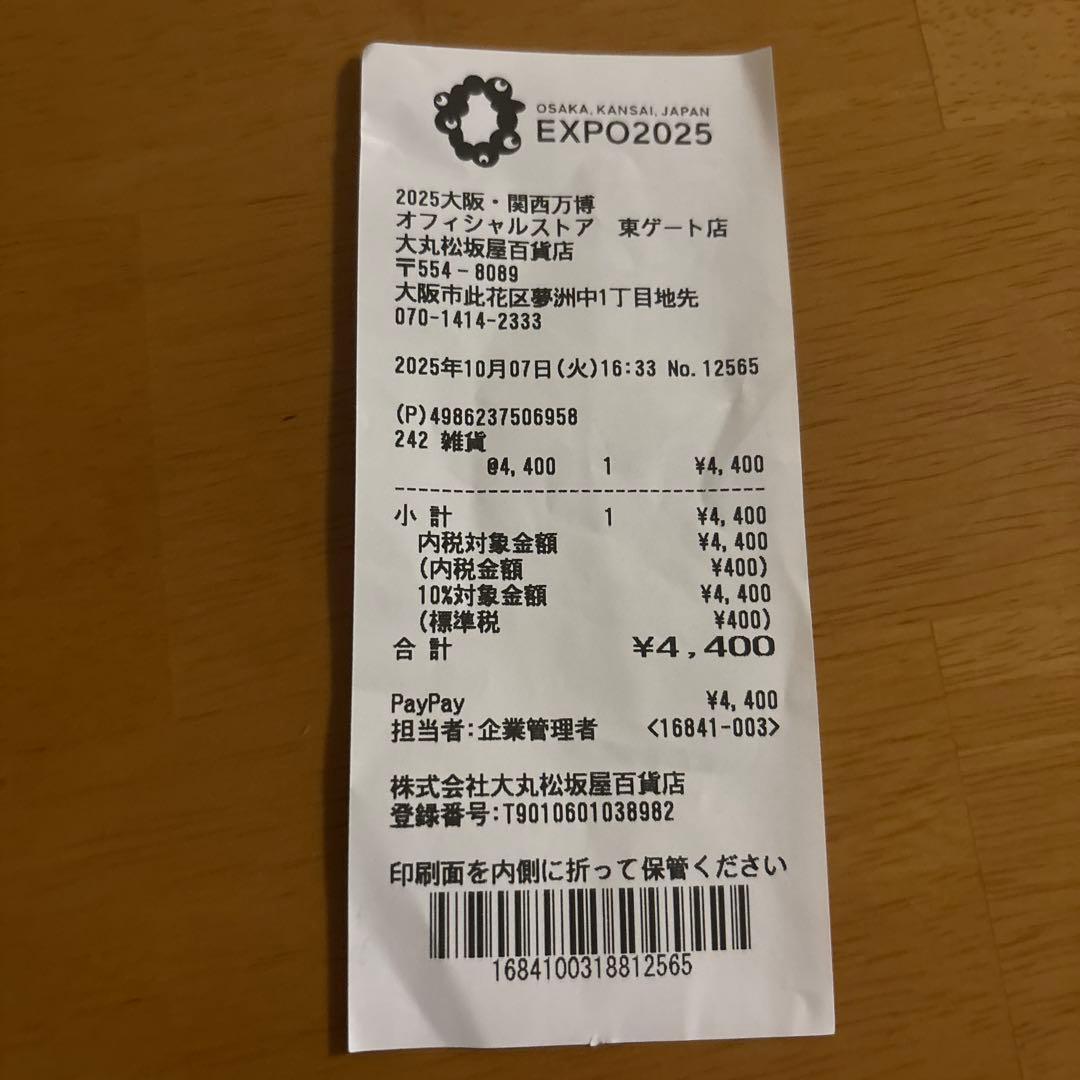 OSAKA, KANSAI, JAPAN
EXPO2025
2025大阪・関西万博
オフィシャルストア 東ゲート店
大丸松坂屋百貨店
〒554-8089
大阪市此花区夢洲中1丁目地先
070-1414-2333
2025年10月07日(火)16:33 No.12565
(P)4986237506958
242 雑貨
@4,400 1 ¥4,400
小計 1 ¥4,400
内税対象金額 ¥4,400
(内税金額 ¥400)
10%対象金額 ¥4,400
(標準税 ¥400)
合計 ¥4,400
PayPay ¥4,400
担当者:企業管理者 <16841-003>
株式会社大丸松坂屋百貨店
登録番号:T9010601038982
印刷面を内側に折って保管ください
1684100318812565